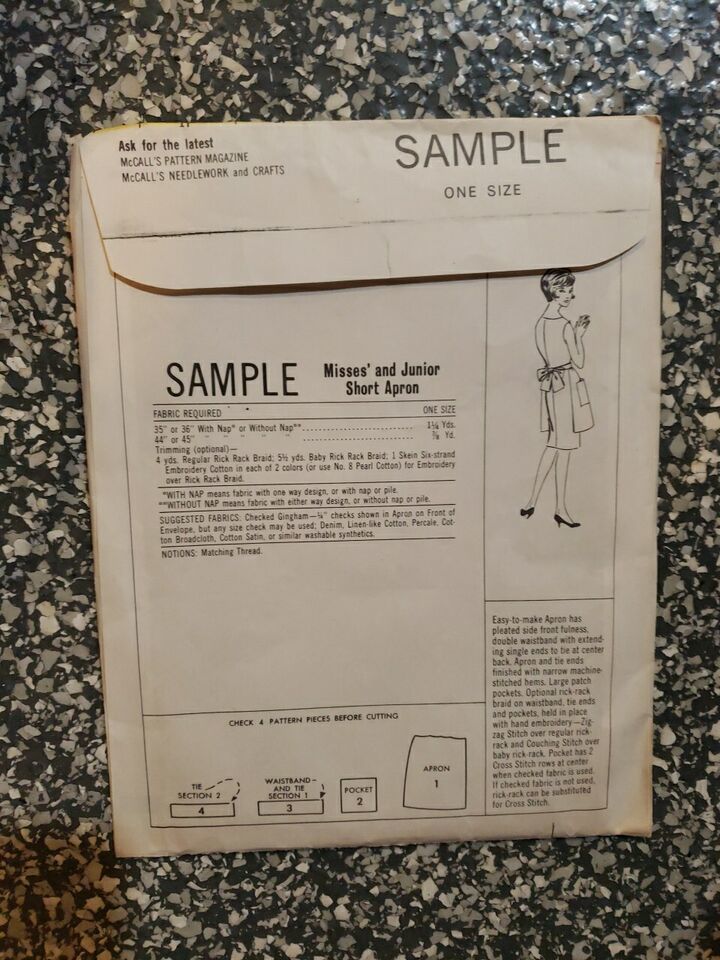 Ask for the latest
McCALL'S PATTERN MAGAZINE
McCALL'S NEEDLEWORK and CRAFTS
SAMPLE
ONE SIZE
SAMPLE
Misses' and Junior
Short Apron
FABRIC REQUIRED ONE SIZE
35" or 36" With Nap* or Without Nap** 1¼ Yds.
44" or 45" " " " " " ⅞ Yd.
Trimming (optional)—
4 yds. Regular Rick Rack Braid; 5½ yds. Baby Rick Rack Braid; 1 Skein Six-strand
Embroidery Cotton in each of 2 colors (or use No. 8 Pearl Cotton) for Embroidery
over Rick Rack Braid.
*WITH NAP means fabric with one way design, or with nap or pile.
**WITHOUT NAP means fabric with either way design, or without nap or pile.
SUGGESTED FABRICS: Checked Gingham—¼" checks shown in Apron on Front of
Envelope, but any size check may be used; Denim, Linen-like Cotton, Percale, Cot-
ton Broadcloth, Cotton Satin, or similar washable synthetics.
NOTIONS: Matching Thread.
Easy-to-make Apron has
pleated side front fulness,
double waistband with extend-
ing single ends to tie at center
back. Apron and tie ends
finished with narrow machine-
stitched hems. Large patch
pockets. Optional rick-rack
braid on waistband, tie ends
and pockets, held in place
with hand embroidery—Zig-
zag Stitch over regular rick-
rack and Couching Stitch over
baby rick-rack. Pocket has 2
Cross Stitch rows at center
when checked fabric is used.
If checked fabric is not used,
rick-rack can be substituted
for Cross Stitch.
CHECK 4 PATTERN PIECES BEFORE CUTTING
TIE
SECTION 2
4
WAISTBAND—
AND TIE
SECTION 1
3
POCKET
2
APRON
1